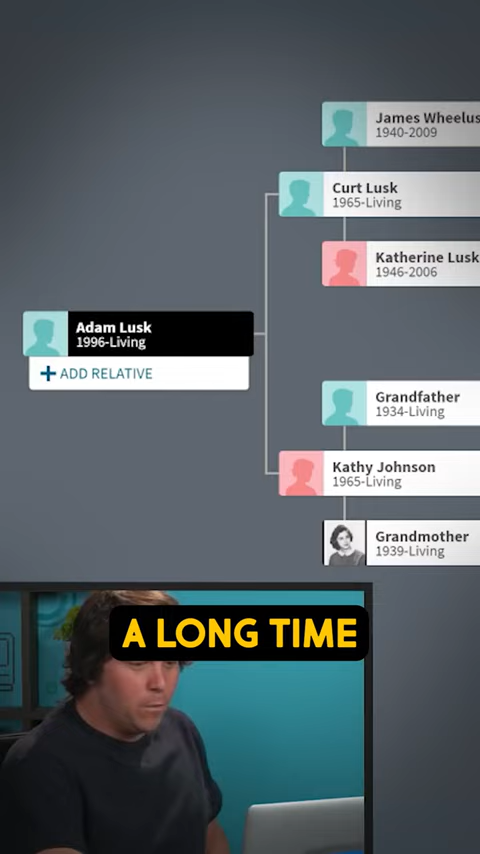 James Wheelus
1940-2009
Curt Lusk
1965-Living
Katherine Lusk
1946-2006
Adam Lusk
1996-Living
ADD RELATIVE
Grandfather
1934-Living
Kathy Johnson
1965-Living
Grandmother
1939-Living
A LONG TIME